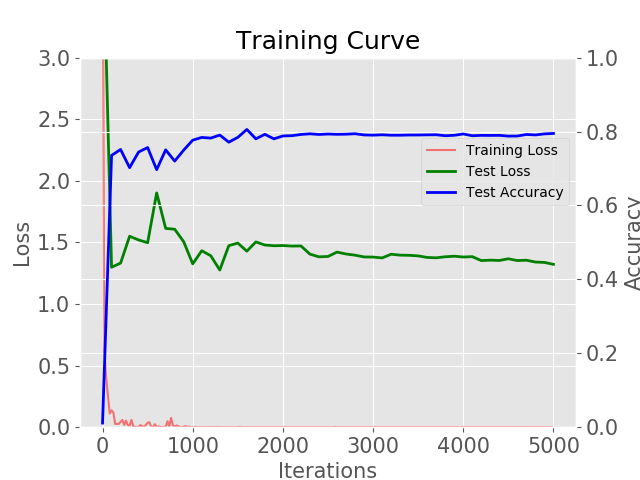 Training Curve
3.0
2.5
2.0
1.5
1.0
0.5
0.0
Loss
1.0
0.8
0.6
0.4
0.2
0.0
Accuracy
Training Loss
Test Loss
Test Accuracy
0 1000 2000 3000 4000 5000
Iterations